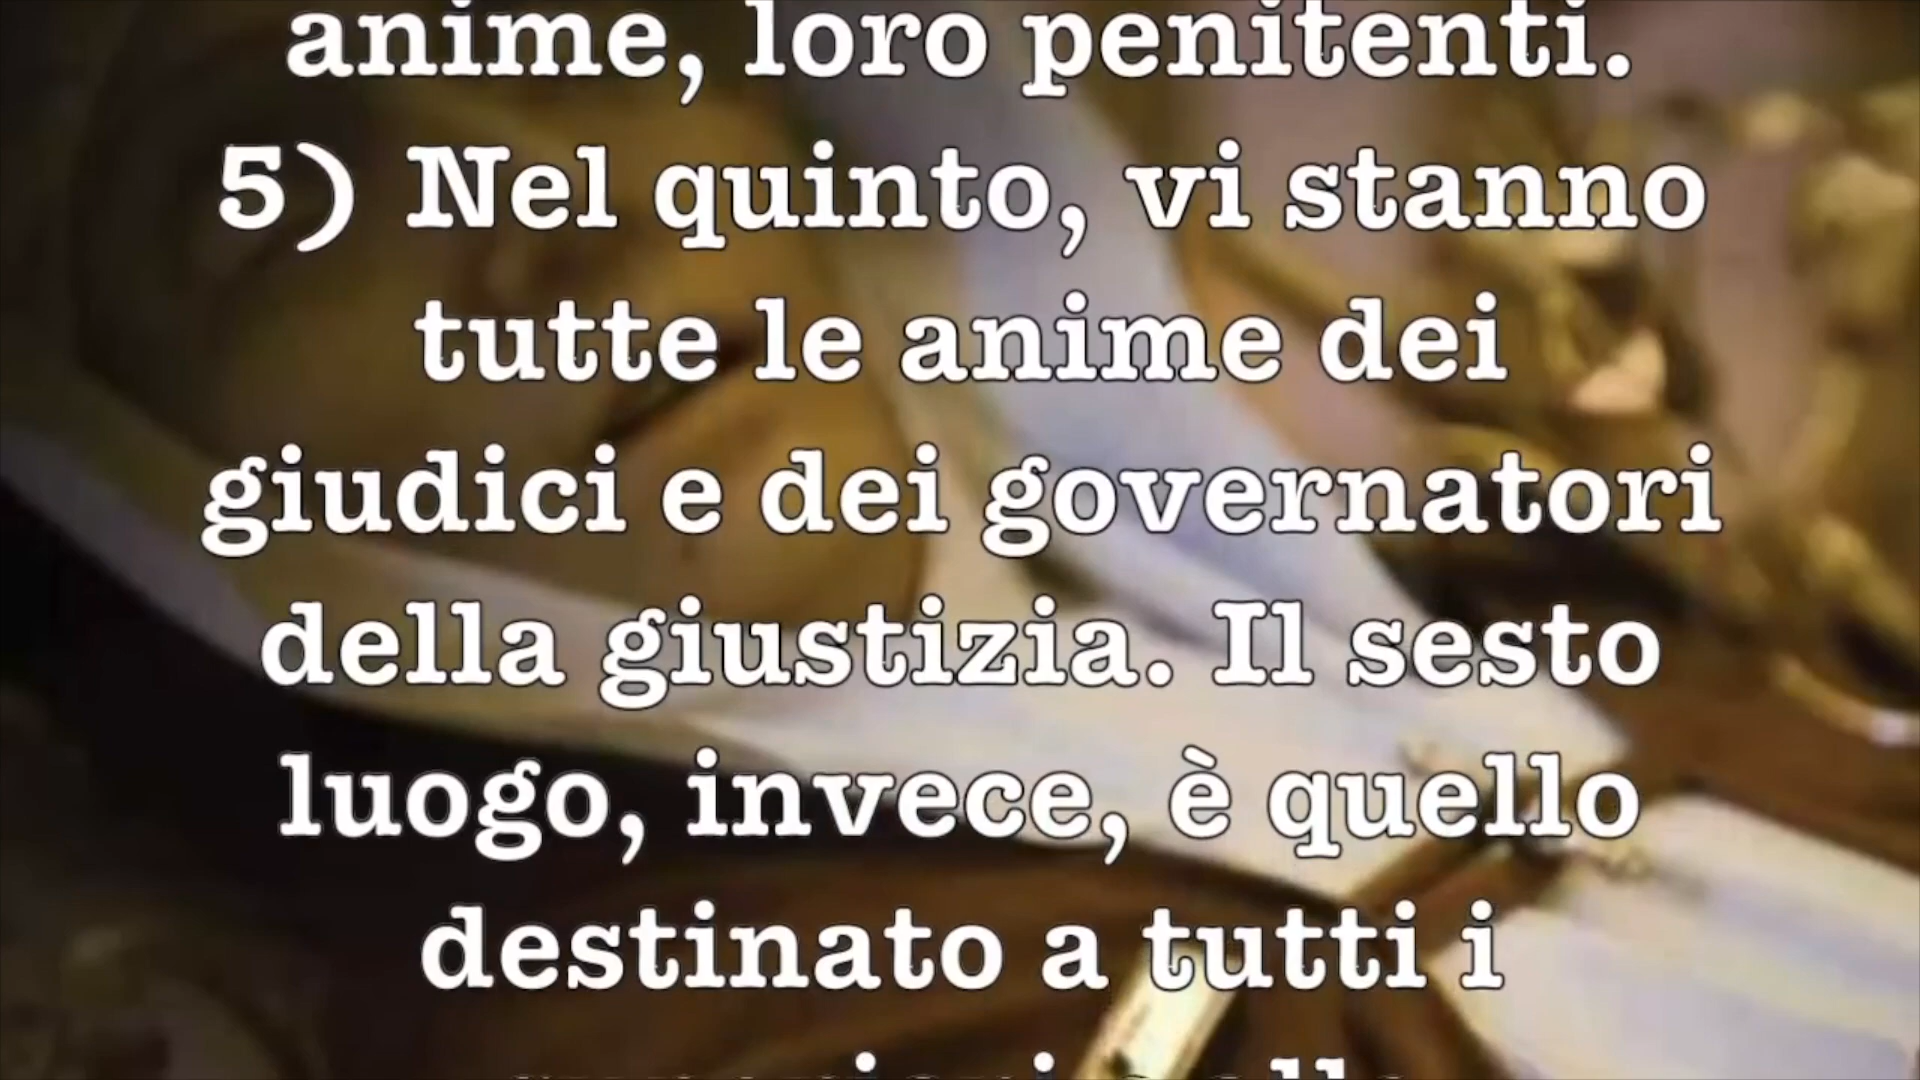 anime, loro penitenti.
5) Nel quinto, vi stanno
tutte le anime dei
giudici e dei governatori
della giustizia. Il sesto
luogo, invece, è quello
destinato a tutti i